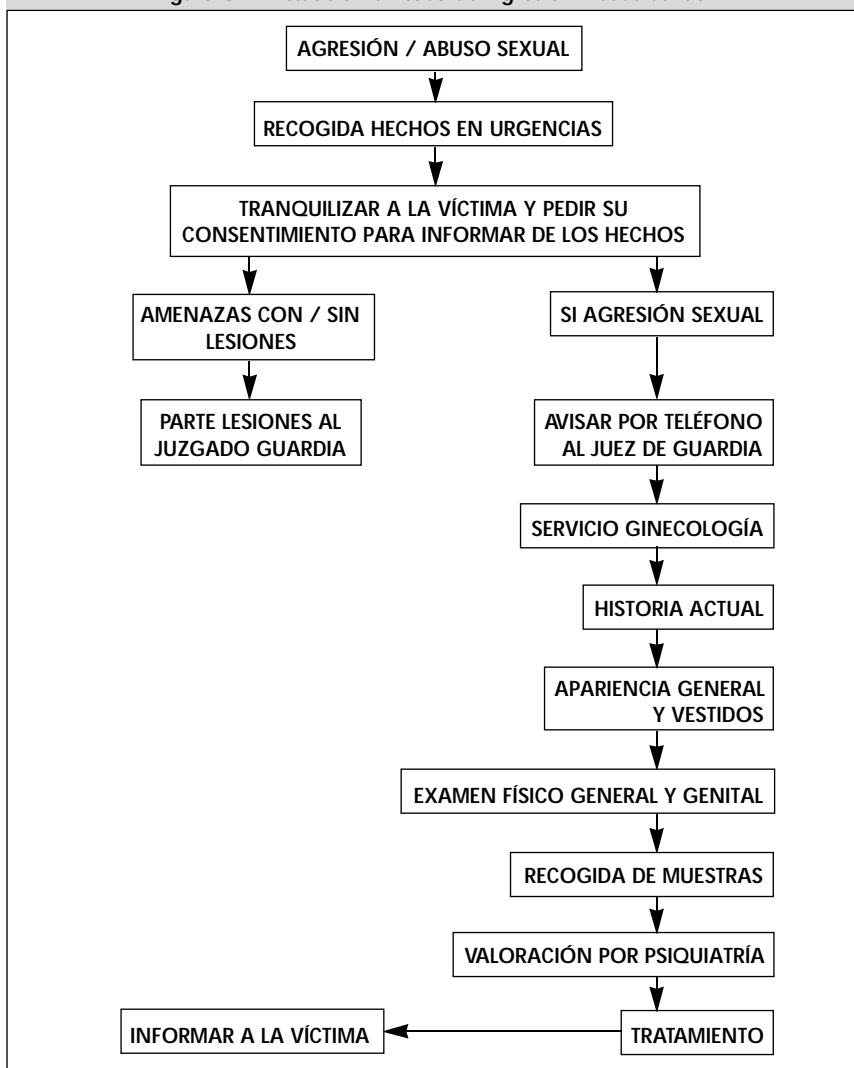 AGRESIÓN / ABUSO SEXUAL
RECOGIDA HECHOS EN URGENCIAS
TRANQUILIZAR A LA VÍCTIMA Y PEDIR SU
CONSENTIMIENTO PARA INFORMAR DE LOS HECHOS
AMENAZAS CON / SIN
LESIONES
PARTE LESIONES AL
JUZGADO GUARDIA
SI AGRESIÓN SEXUAL
AVISAR POR TELÉFONO
AL JUEZ DE GUARDIA
SERVICIO GINECOLOGÍA
HISTORIA ACTUAL
APARIENCIA GENERAL
Y VESTIDOS
EXAMEN FÍSICO GENERAL Y GENITAL
RECOGIDA DE MUESTRAS
VALORACIÓN POR PSIQUIATRÍA
TRATAMIENTO
INFORMAR A LA VÍCTIMA